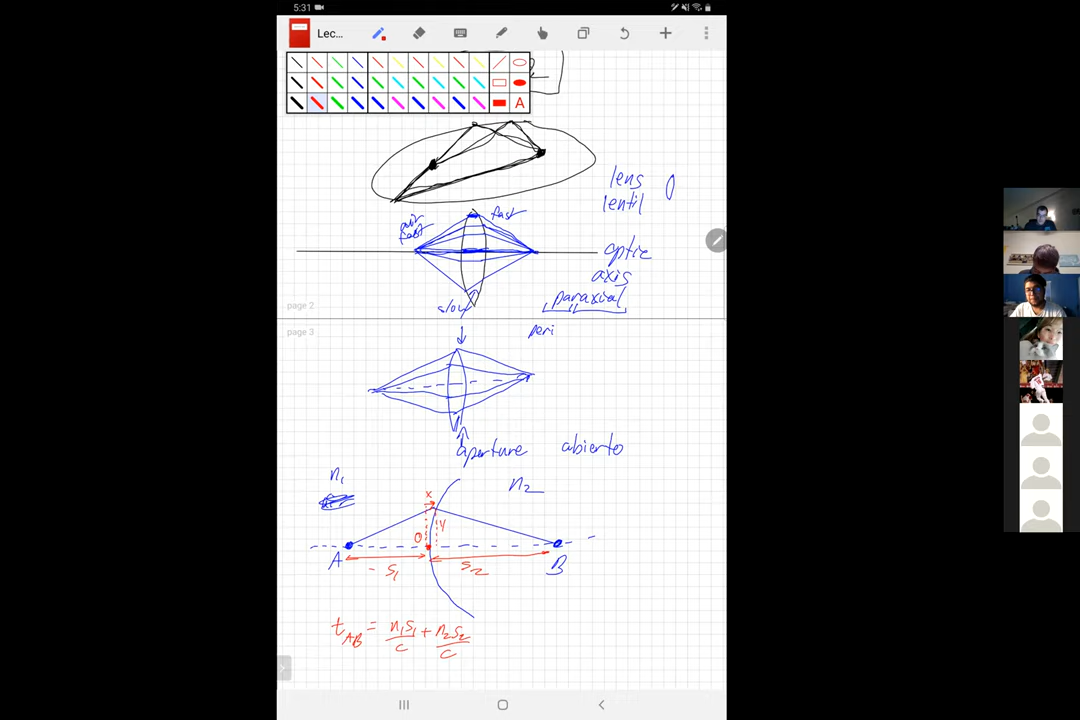 5:31
Lec...
A
lens
lentil
fast
optic
axis
page 2
slow
paraxial
page 3
peri
aperture abierto
n₁
n₂
x
y
O
A
- s₁
s₂
B
t_AB = n₁s₁/c + n₂s₂/c